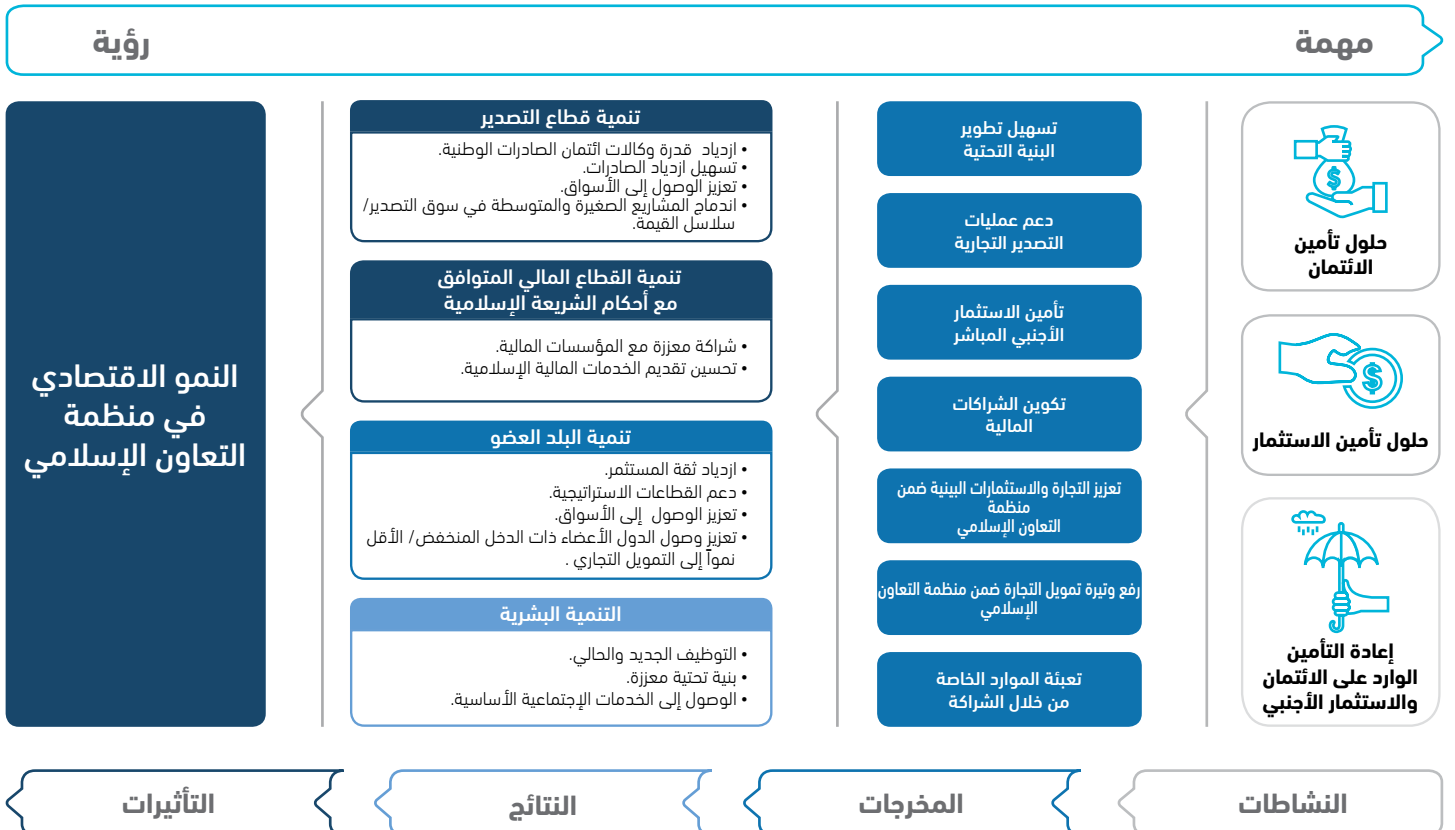 مهمة
رؤية
حلول تأمين
الائتمان
حلول تأمين الاستثمار
إعادة التأمين
الوارد على الائتمان
والاستثمار الأجنبي
تسهيل تطوير
البنية التحتية
دعم عمليات
التصدير التجارية
تأمين الاستثمار
الأجنبي المباشر
تكوين الشراكات
المالية
تعزيز التجارة والاستثمارات البينية ضمن
منظمة
التعاون الإسلامي
رفع وتيرة تمويل التجارة ضمن منظمة التعاون
الإسلامي
تعبئة الموارد الخاصة
من خلال الشراكة
تنمية قطاع التصدير
• ازدياد قدرة وكالات ائتمان الصادرات الوطنية.
• تسهيل ازدياد الصادرات.
• تعزيز الوصول إلى الأسواق.
• اندماج المشاريع الصغيرة والمتوسطة في سوق التصدير/
سلاسل القيمة.
تنمية القطاع المالي المتوافق
مع أحكام الشريعة الإسلامية
• شراكة معززة مع المؤسسات المالية.
• تحسين تقديم الخدمات المالية الإسلامية.
تنمية البلد العضو
• ازدياد ثقة المستثمر.
• دعم القطاعات الاستراتيجية.
• تعزيز الوصول إلى الأسواق.
• تعزيز وصول الدول الأعضاء ذات الدخل المنخفض/ الأقل
نمواً إلى التمويل التجاري .
التنمية البشرية
• التوظيف الجديد والحالي.
• بنية تحتية معززة.
• الوصول إلى الخدمات الإجتماعية الأساسية.
النمو الاقتصادي
في منظمة
التعاون الإسلامي
النشاطات
المخرجات
النتائج
التأثيرات